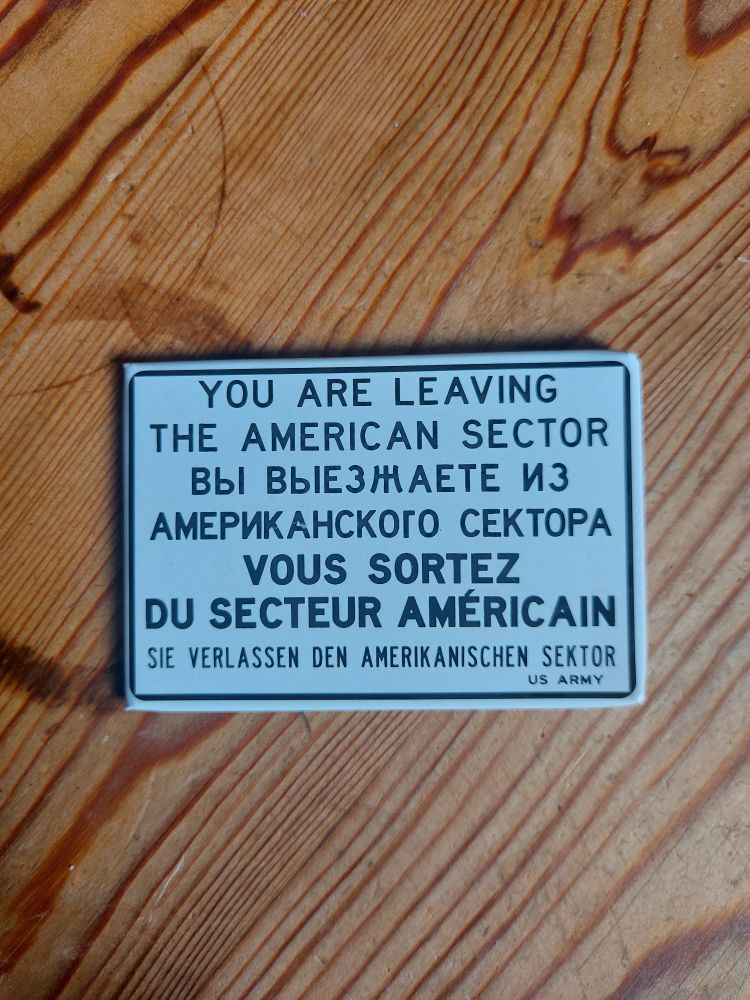 YOU ARE LEAVING
THE AMERICAN SECTOR
ВЫ ВЫЕЗЖАЕТЕ ИЗ
АМЕРИКАНСКОГО СЕКТОРА
VOUS SORTEZ
DU SECTEUR AMÉRICAIN
SIE VERLASSEN DEN AMERIKANISCHEN SEKTOR
US ARMY